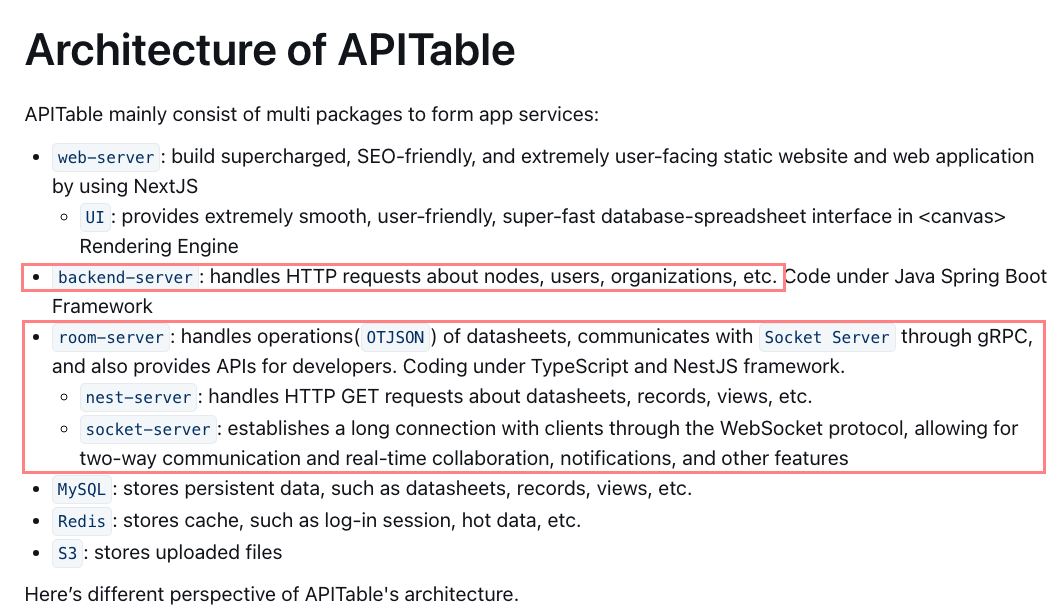 Architecture of APITable
APITable mainly consist of multi packages to form app services:
• web-server: build supercharged, SEO-friendly, and extremely user-facing static website and web application
by using NextJS
◦ UI: provides extremely smooth, user-friendly, super-fast database-spreadsheet interface in <canvas>
Rendering Engine
• backend-server: handles HTTP requests about nodes, users, organizations, etc. Code under Java Spring Boot
Framework
• room-server: handles operations(OTJSON) of datasheets, communicates with Socket Server through gRPC,
and also provides APIs for developers. Coding under TypeScript and NestJS framework.
◦ nest-server: handles HTTP GET requests about datasheets, records, views, etc.
◦ socket-server: establishes a long connection with clients through the WebSocket protocol, allowing for
two-way communication and real-time collaboration, notifications, and other features
• MySQL: stores persistent data, such as datasheets, records, views, etc.
• Redis: stores cache, such as log-in session, hot data, etc.
• S3: stores uploaded files
Here’s different perspective of APITable's architecture.